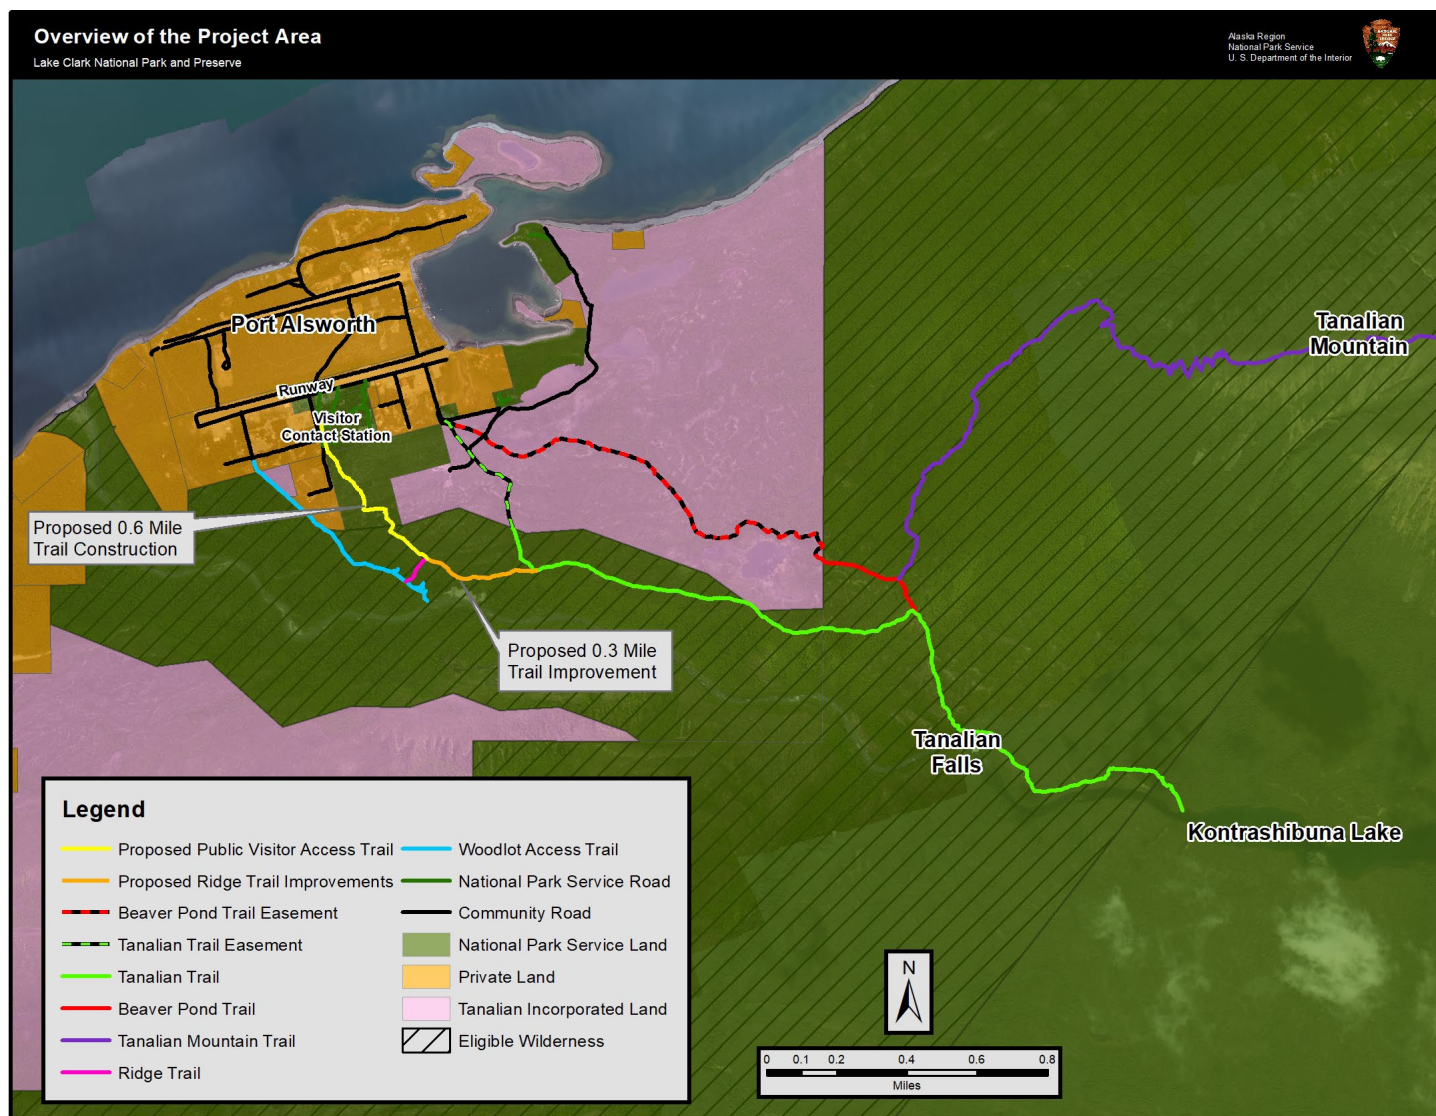 Overview of the Project Area
Lake Clark National Park and Preserve
Alaska Region
National Park Service
U. S. Department of the Interior
Port Alsworth
Runway
Visitor
Contact Station
Tanalian
Mountain
Proposed 0.6 Mile
Trail Construction
Proposed 0.3 Mile
Trail Improvement
Tanalian
Falls
Kontrashibuna Lake
Legend
Proposed Public Visitor Access Trail
Proposed Ridge Trail Improvements
Beaver Pond Trail Easement
Tanalian Trail Easement
Tanalian Trail
Beaver Pond Trail
Tanalian Mountain Trail
Ridge Trail
Woodlot Access Trail
National Park Service Road
Community Road
National Park Service Land
Private Land
Tanalian Incorporated Land
Eligible Wilderness
N
0 0.1 0.2 0.4 0.6 0.8
Miles